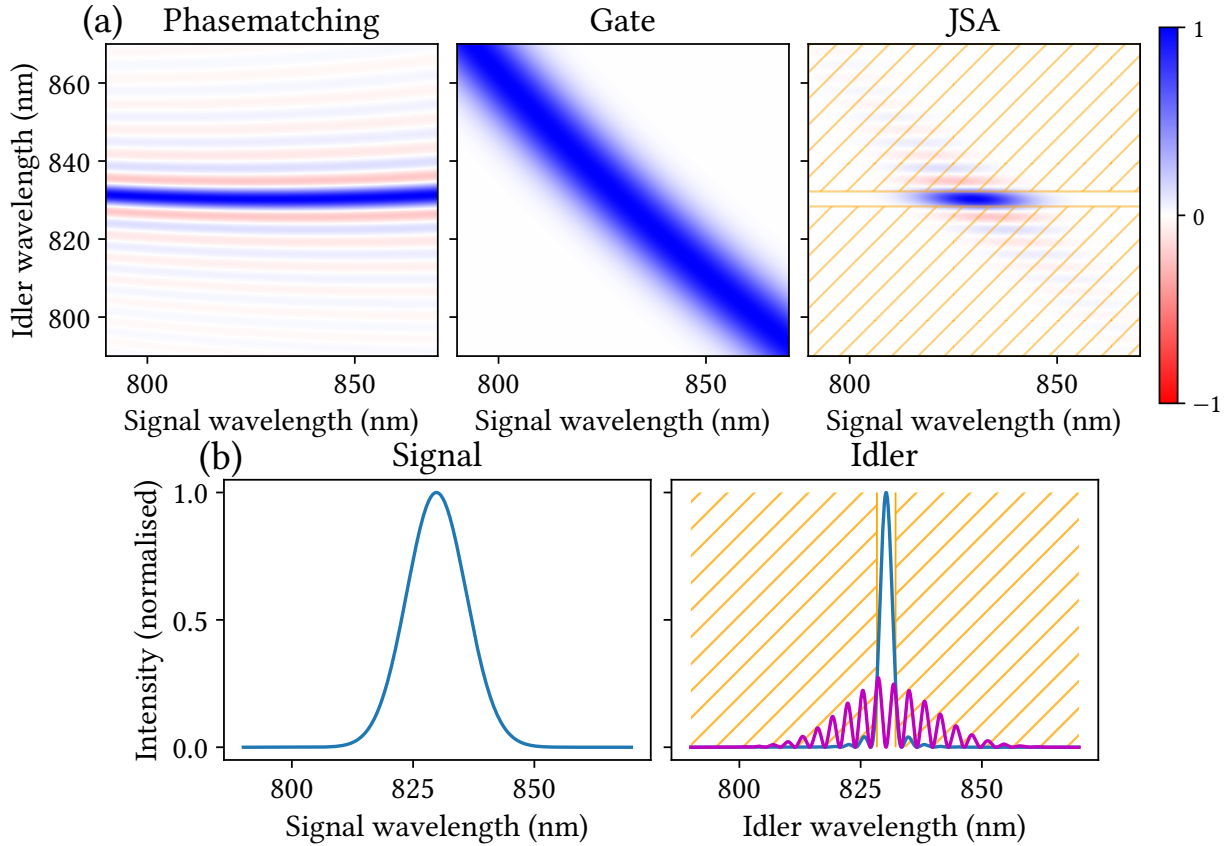 (a)
Phasematching
Gate
JSA
Idler wavelength (nm)
860
840
820
800
800
850
800
850
800
850
Signal wavelength (nm)
Signal wavelength (nm)
Signal wavelength (nm)
1
0
−1
(b)
Signal
Idler
Intensity (normalised)
1.0
0.5
0.0
800
825
850
800
825
850
Signal wavelength (nm)
Idler wavelength (nm)